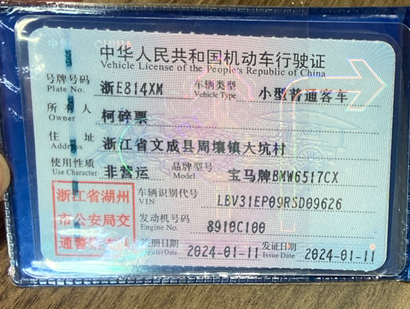 中华人民共和国机动车行驶证
Vehicle License of the People's Republic of China
号牌号码 浙E814XM 车辆类型 小型普通客车
Plate No. Vehicle Type
所有人 柯碎票
Owner
住址 浙江省文成县周壤镇大坑村
Address
使用性质 非营运 品牌型号 宝马牌BMW6517CX
Use Character Model
浙江省湖州
市公安局交
通警
车辆识别代号 LBV31EP09RSD09626
VIN
发动机号码 8910C100
Engine No.
注册日期 2024-01-11 发证日期 2024-01-11
Register Date Issue Date